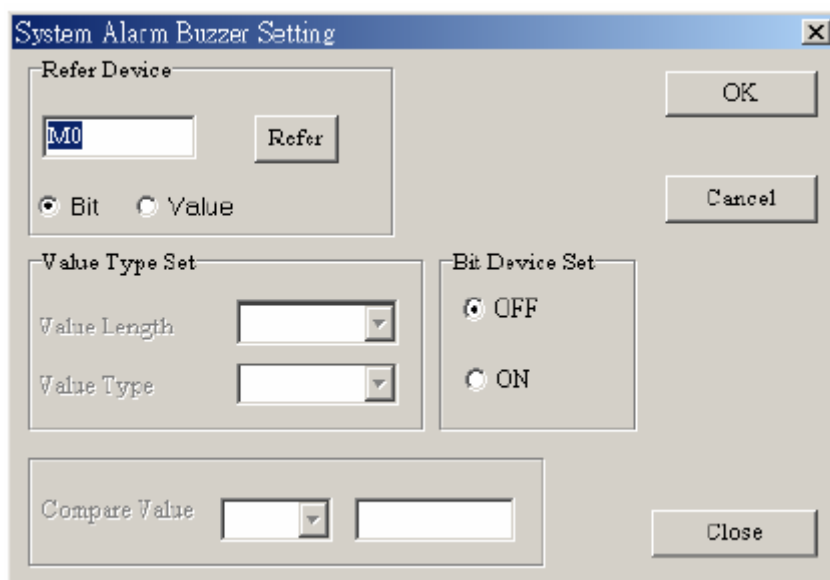 System Alarm Buzzer Setting
Refer Device
M0
Refer
Bit
Value
OK
Cancel
Value Type Set
Value Length
Value Type
Bit Device Set
OFF
ON
Compare Value
Close